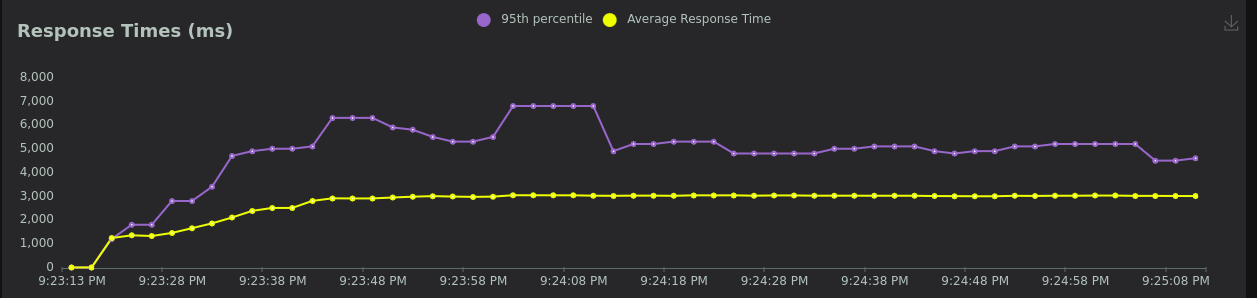 Response Times (ms)
95th percentile
Average Response Time
8,000
7,000
6,000
5,000
4,000
3,000
2,000
1,000
0
9:23:13 PM
9:23:28 PM
9:23:38 PM
9:23:48 PM
9:23:58 PM
9:24:08 PM
9:24:18 PM
9:24:28 PM
9:24:38 PM
9:24:48 PM
9:24:58 PM
9:25:08 PM